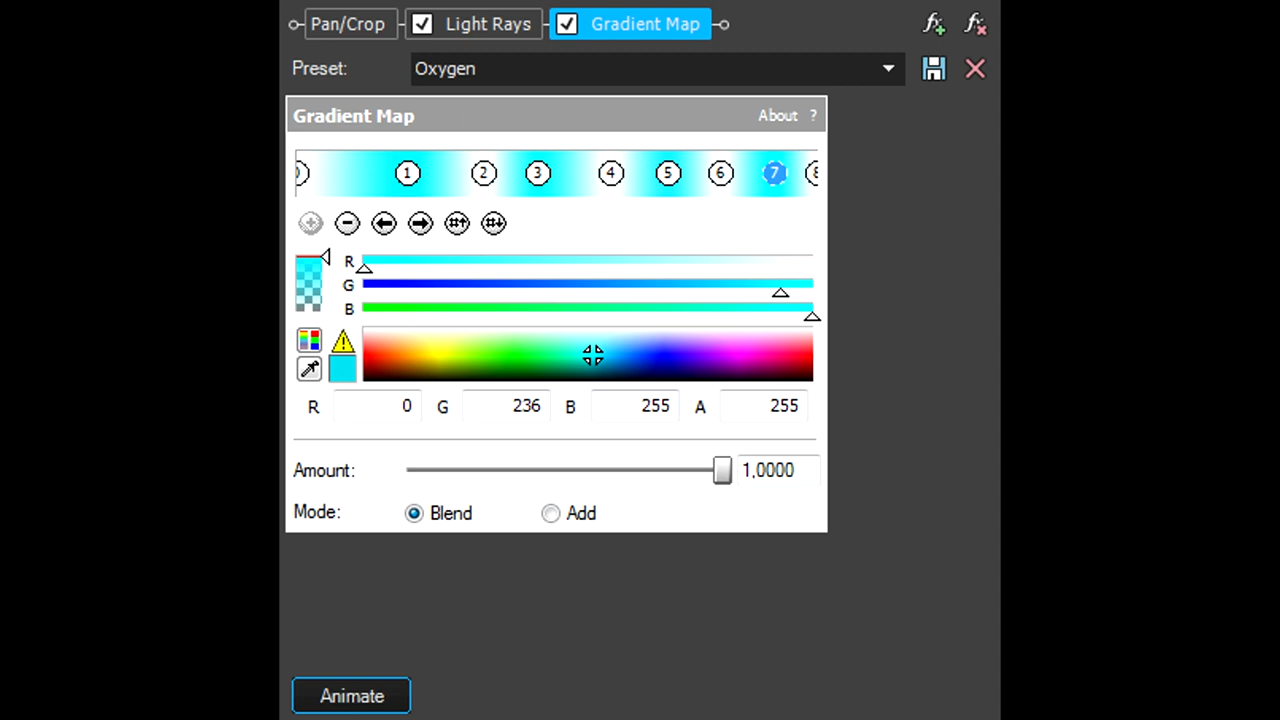 Pan/Crop Light Rays Gradient Map
Preset: Oxygen
Gradient Map About ?
1 2 3 4 5 6 7 8
R
G
B
R 0 G 236 B 255 A 255
Amount: 1,0000
Mode: Blend Add
Animate